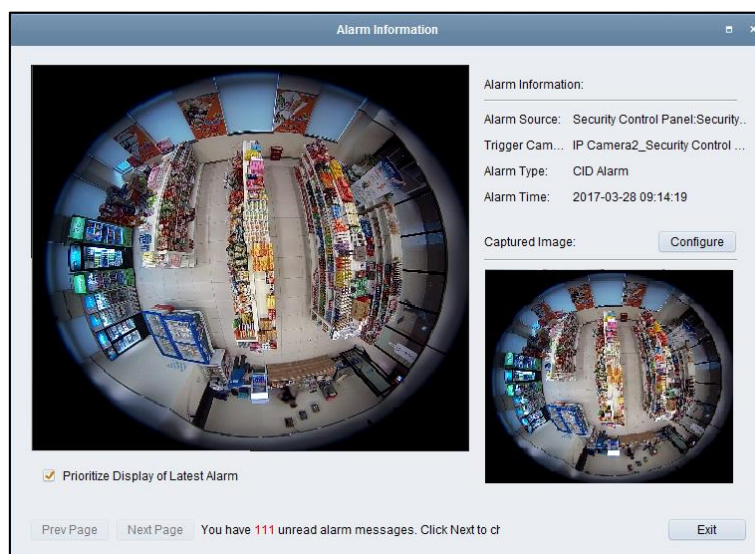 Alarm Information
Alarm Information:
Alarm Source: Security Control Panel:Security..
Trigger Cam... IP Camera2_Security Control ...
Alarm Type: CID Alarm
Alarm Time: 2017-03-28 09:14:19
Captured Image: Configure
Prioritize Display of Latest Alarm
Prev Page Next Page You have 111 unread alarm messages. Click Next to ch Exit